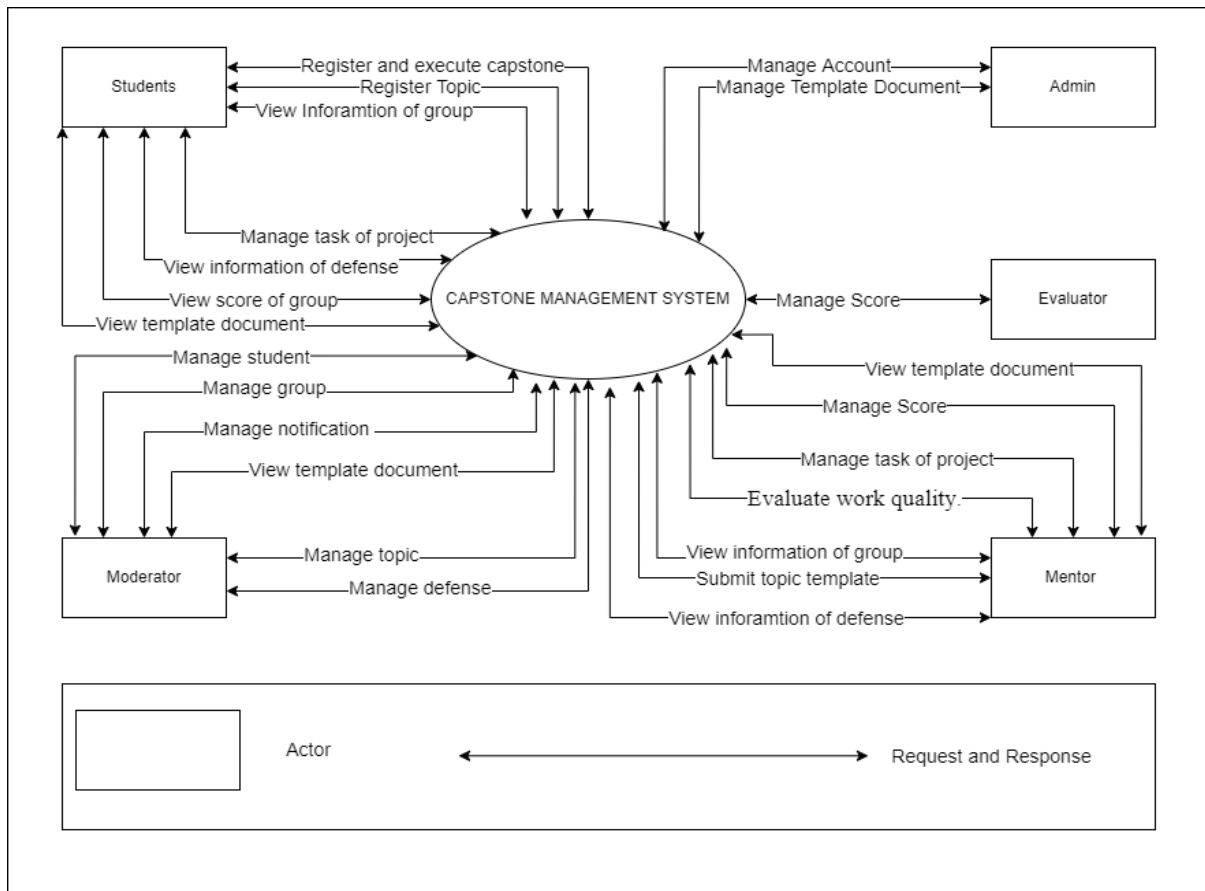 Students
Register and execute capstone
Register Topic
View Inforamtion of group
Manage Account
Manage Template Document
Admin
Manage task of project
View information of defense
View score of group
View template document
CAPSTONE MANAGEMENT SYSTEM
Manage Score
Evaluator
Manage student
Manage group
Manage notification
View template document
Manage topic
Manage defense
Moderator
View template document
Manage Score
Manage task of project
Evaluate work quality.
View information of group
Submit topic template
View inforamtion of defense
Mentor
Actor
Request and Response